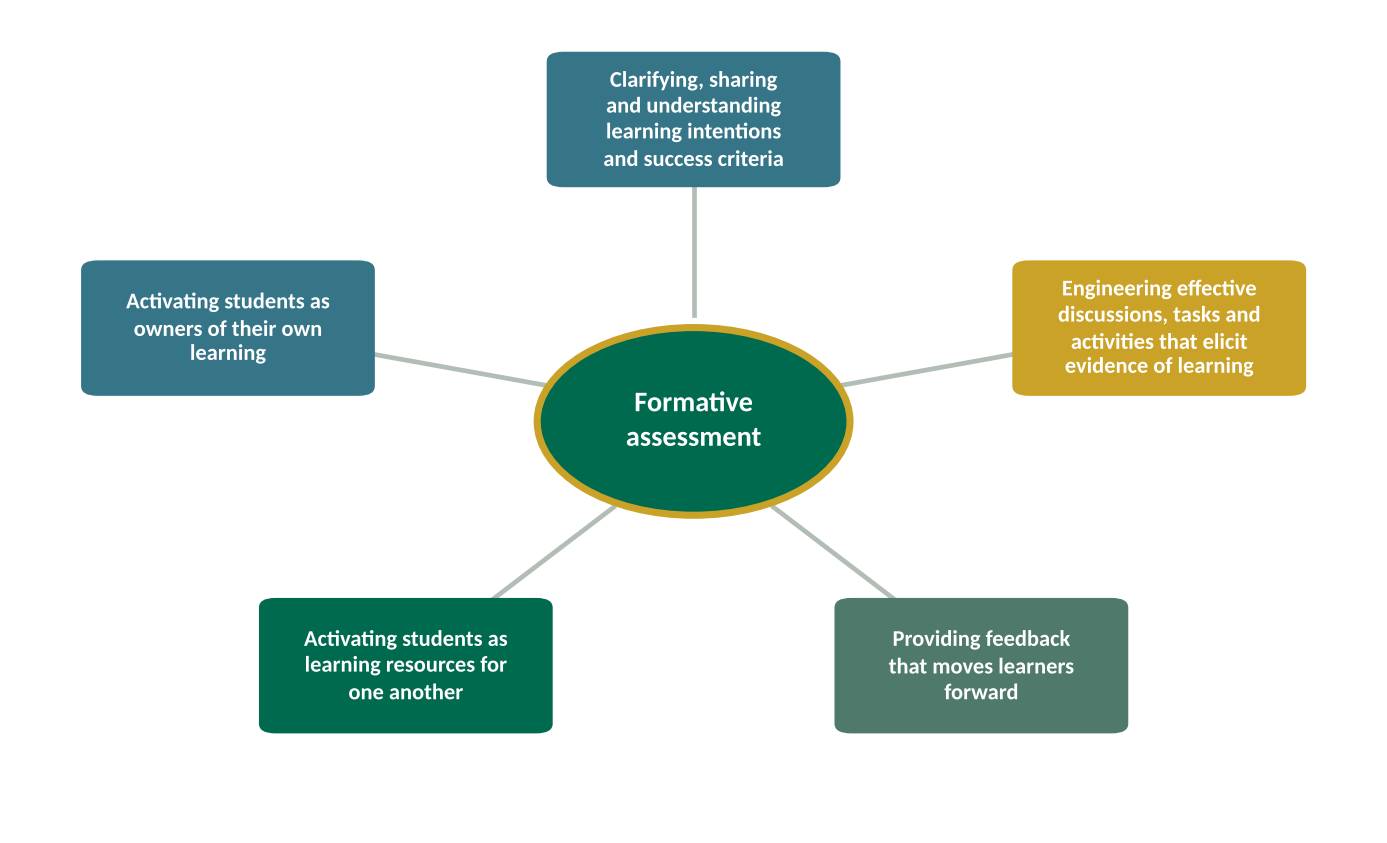 Clarifying, sharing
and understanding
learning intentions
and success criteria
Activating students as
owners of their own
learning
Engineering effective
discussions, tasks and
activities that elicit
evidence of learning
Formative
assessment
Activating students as
learning resources for
one another
Providing feedback
that moves learners
forward